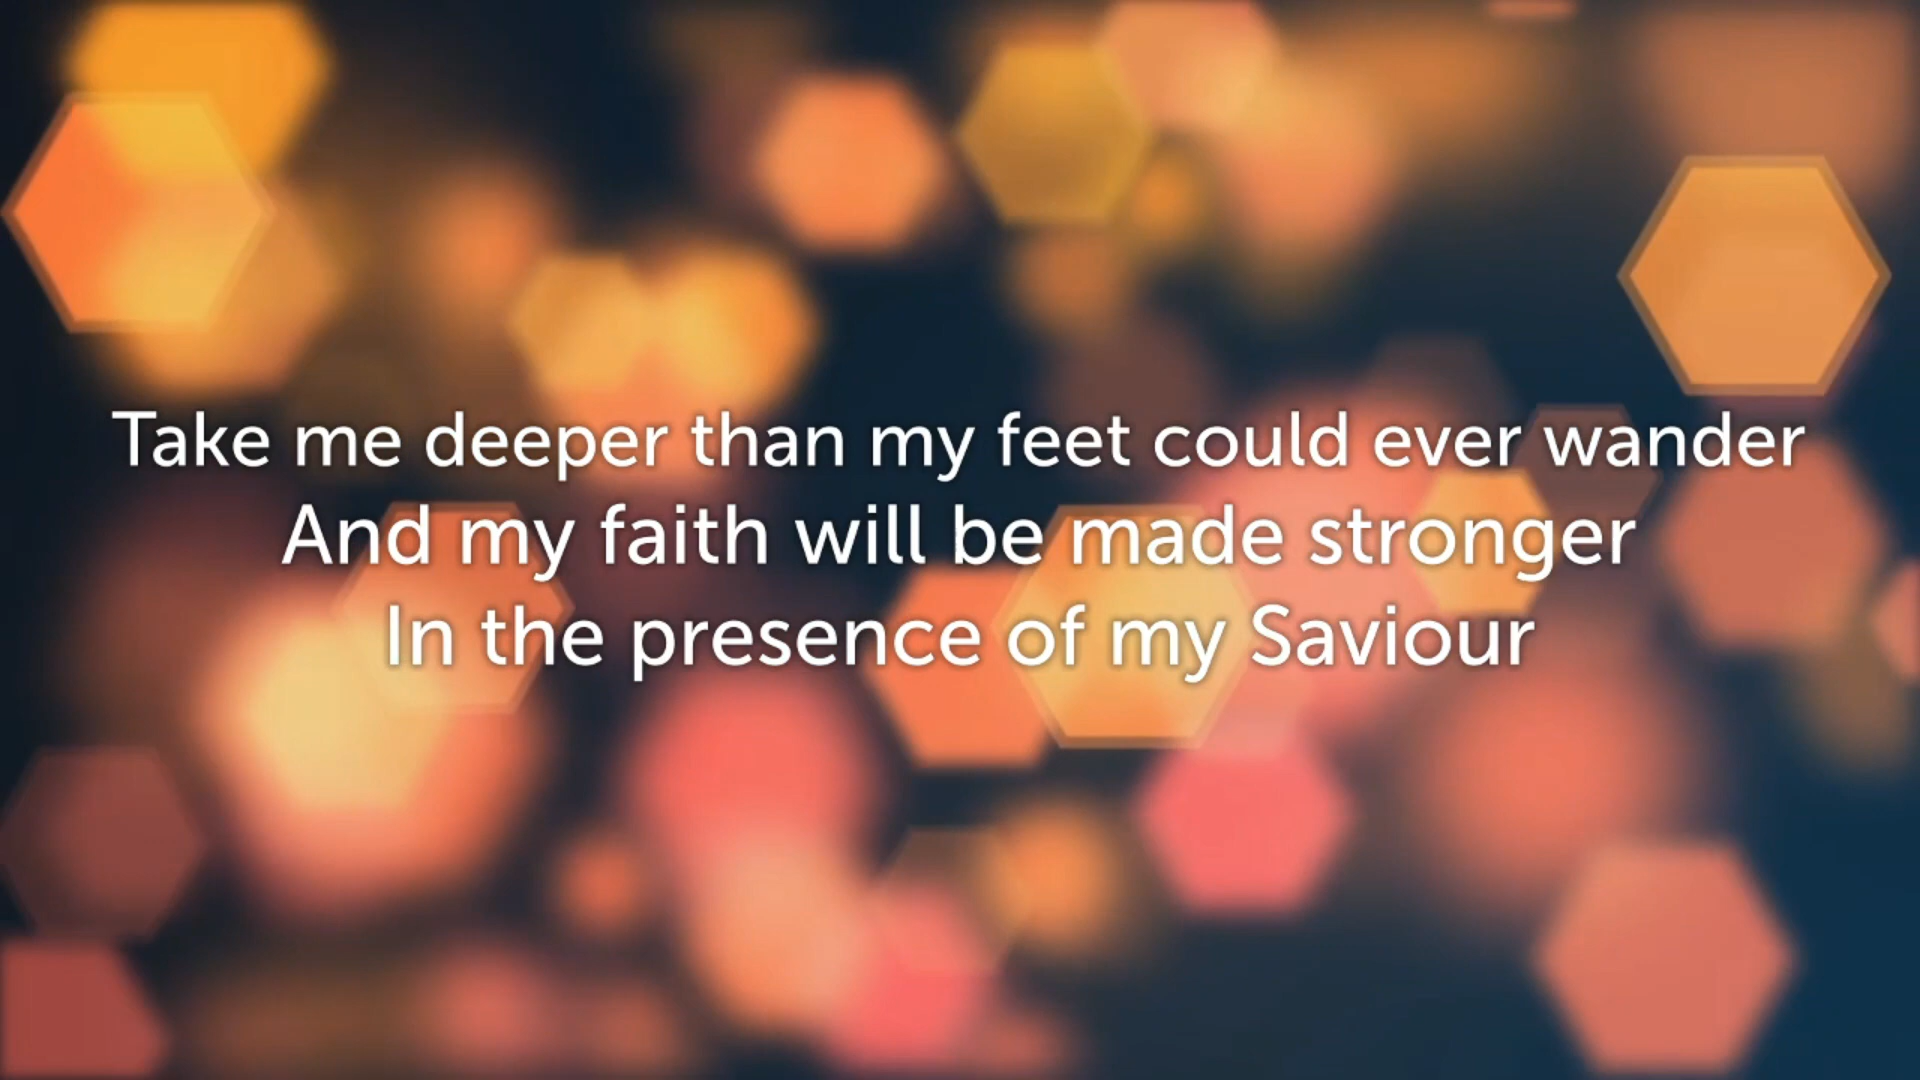 Take me deeper than my feet could ever wander
And my faith will be made stronger
In the presence of my Saviour